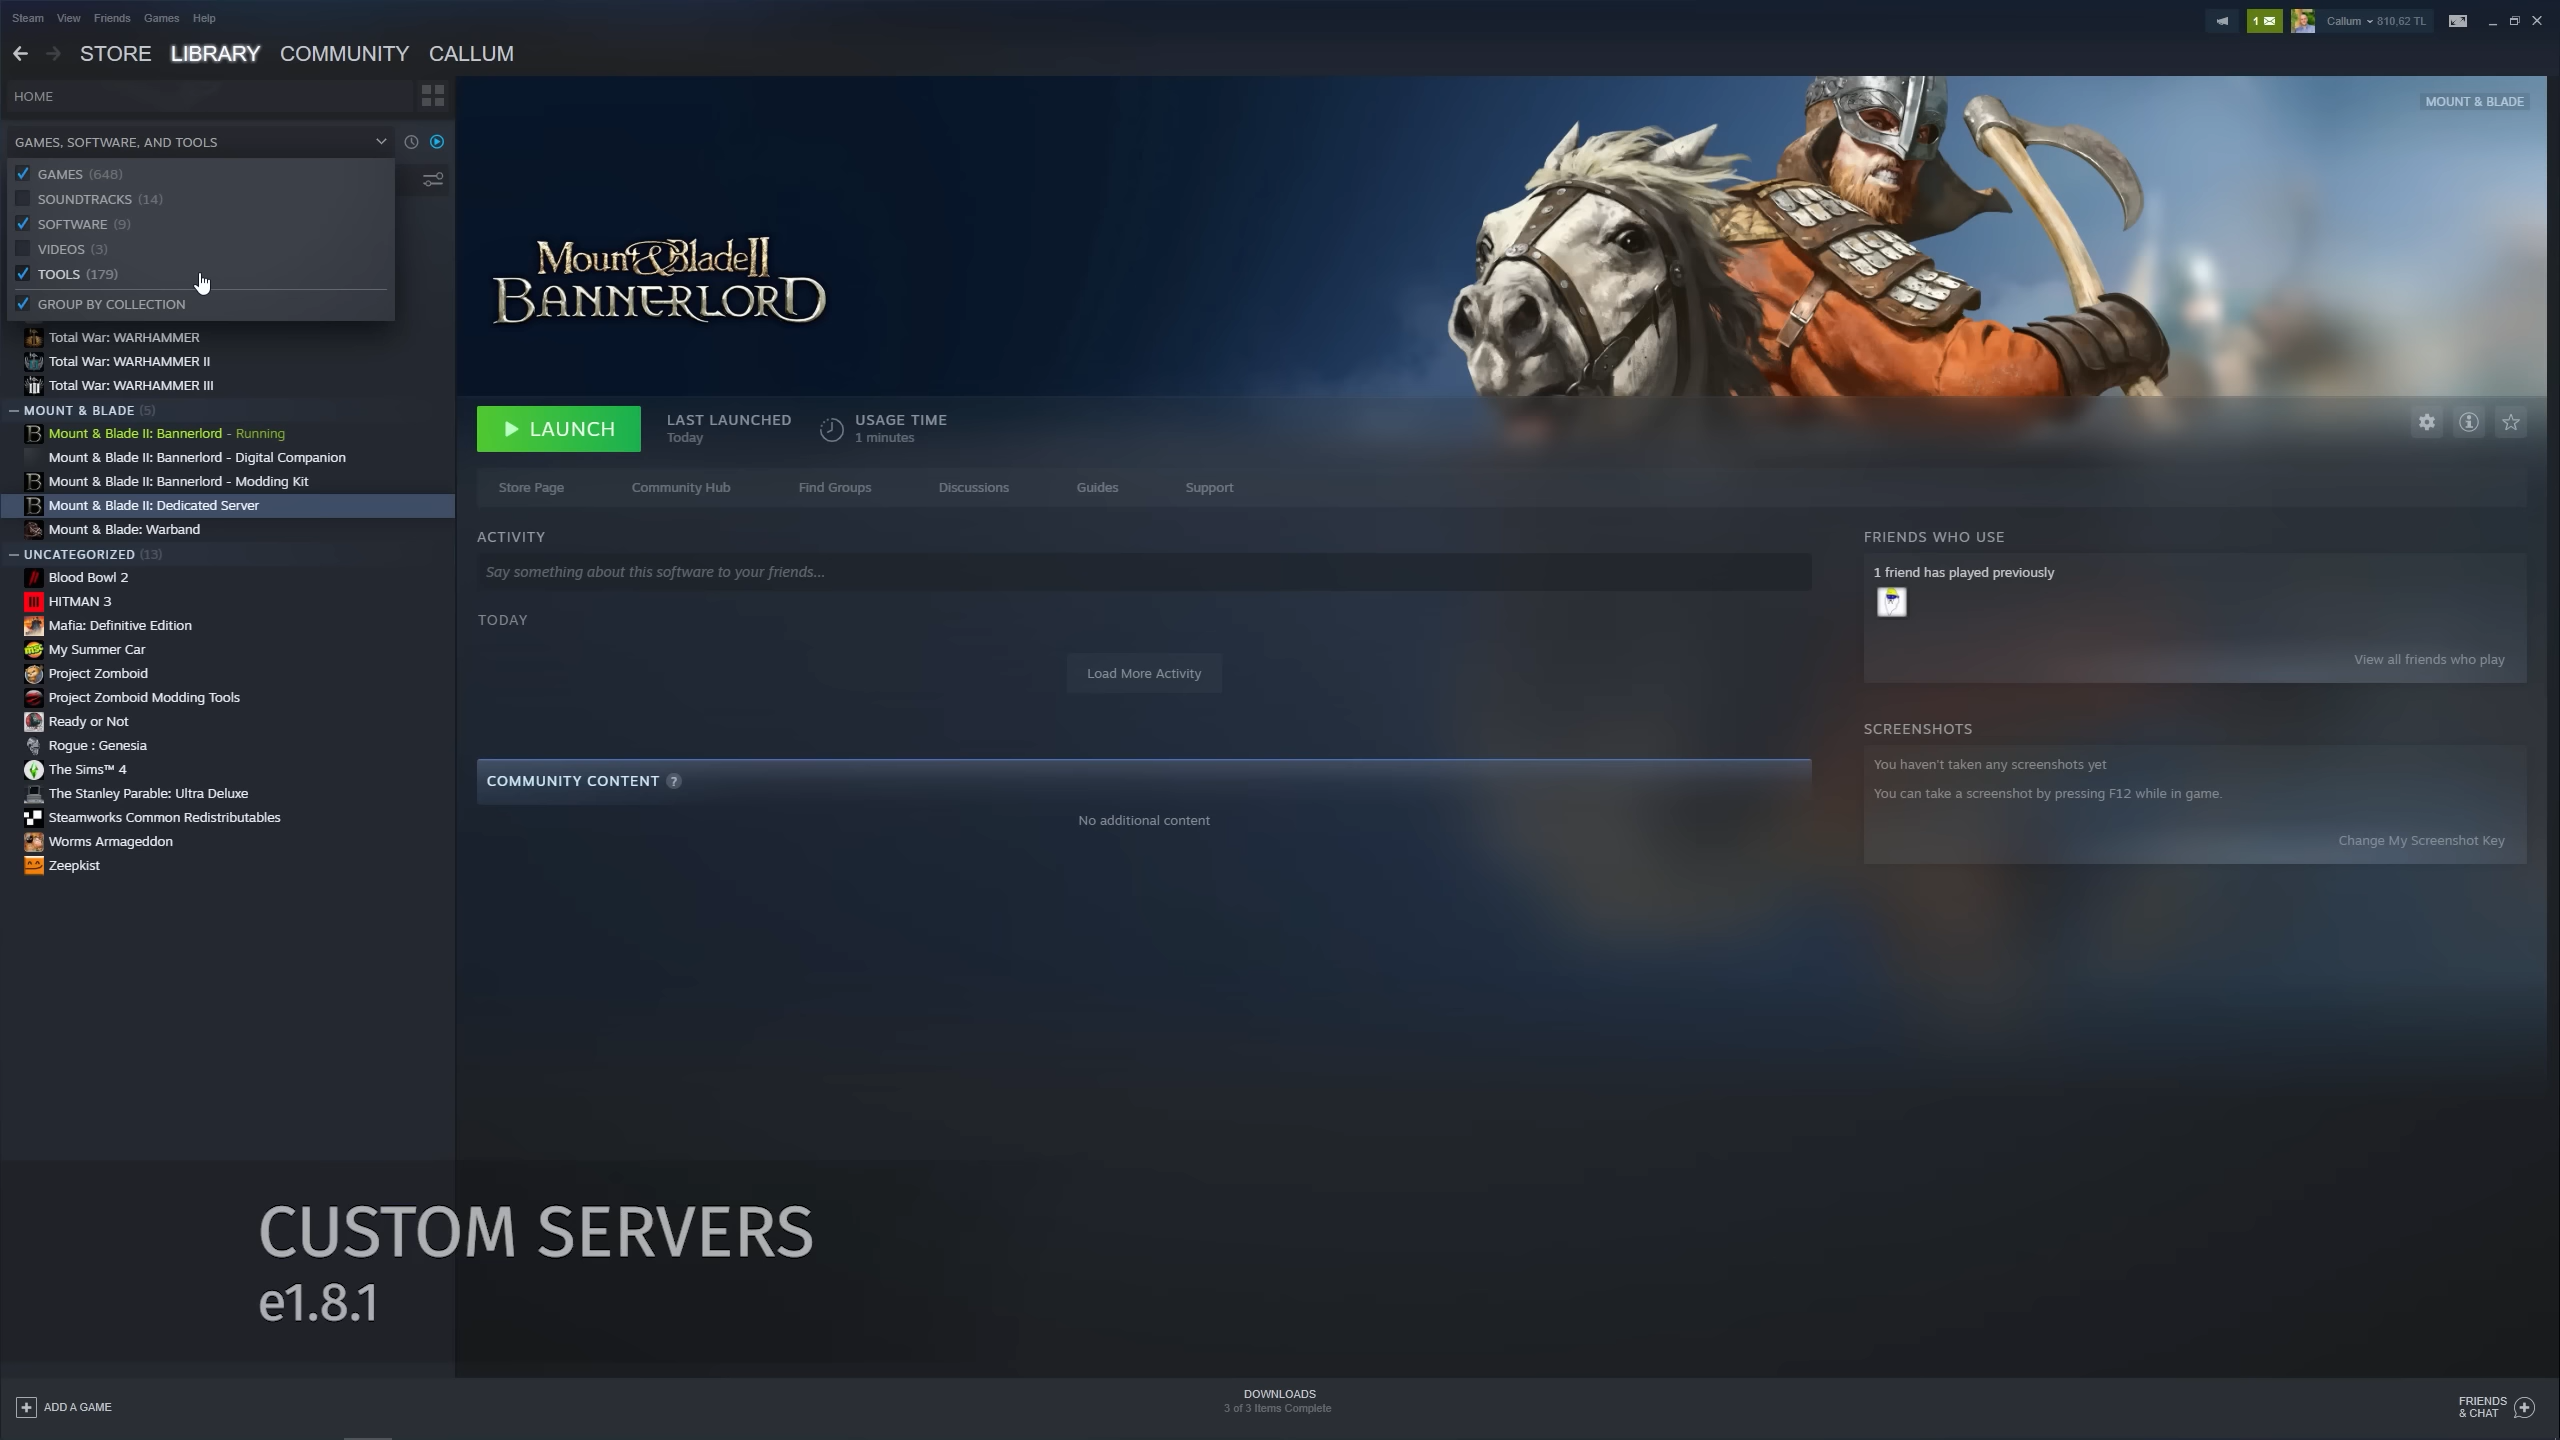 Steam View Friends Games Help
1 Callum 810,62 TL
STORE LIBRARY COMMUNITY CALLUM
HOME
MOUNT & BLADE
GAMES, SOFTWARE, AND TOOLS
GAMES (648)
SOUNDTRACKS (14)
SOFTWARE (9)
VIDEOS (3)
TOOLS (179)
GROUP BY COLLECTION
Total War: WARHAMMER
Total War: WARHAMMER II
Total War: WARHAMMER III
MOUNT & BLADE (5)
Mount & Blade II: Bannerlord - Running
Mount & Blade II: Bannerlord - Digital Companion
Mount & Blade II: Bannerlord - Modding Kit
Mount & Blade II: Dedicated Server
Mount & Blade: Warband
UNCATEGORIZED (13)
Blood Bowl 2
HITMAN 3
Mafia: Definitive Edition
My Summer Car
Project Zomboid
Project Zomboid Modding Tools
Ready or Not
Rogue : Genesia
The Sims™ 4
The Stanley Parable: Ultra Deluxe
Steamworks Common Redistributables
Worms Armageddon
Zeepkist
Mount & Blade II
BANNERLORD
LAUNCH
LAST LAUNCHED
Today
USAGE TIME
1 minutes
Store Page Community Hub Find Groups Discussions Guides Support
ACTIVITY
Say something about this software to your friends...
TODAY
Load More Activity
COMMUNITY CONTENT ?
No additional content
FRIENDS WHO USE
1 friend has played previously
View all friends who play
SCREENSHOTS
You haven't taken any screenshots yet
You can take a screenshot by pressing F12 while in game.
Change My Screenshot Key
CUSTOM SERVERS
e1.8.1
ADD A GAME
DOWNLOADS
3 of 3 Items Complete
FRIENDS
& CHAT